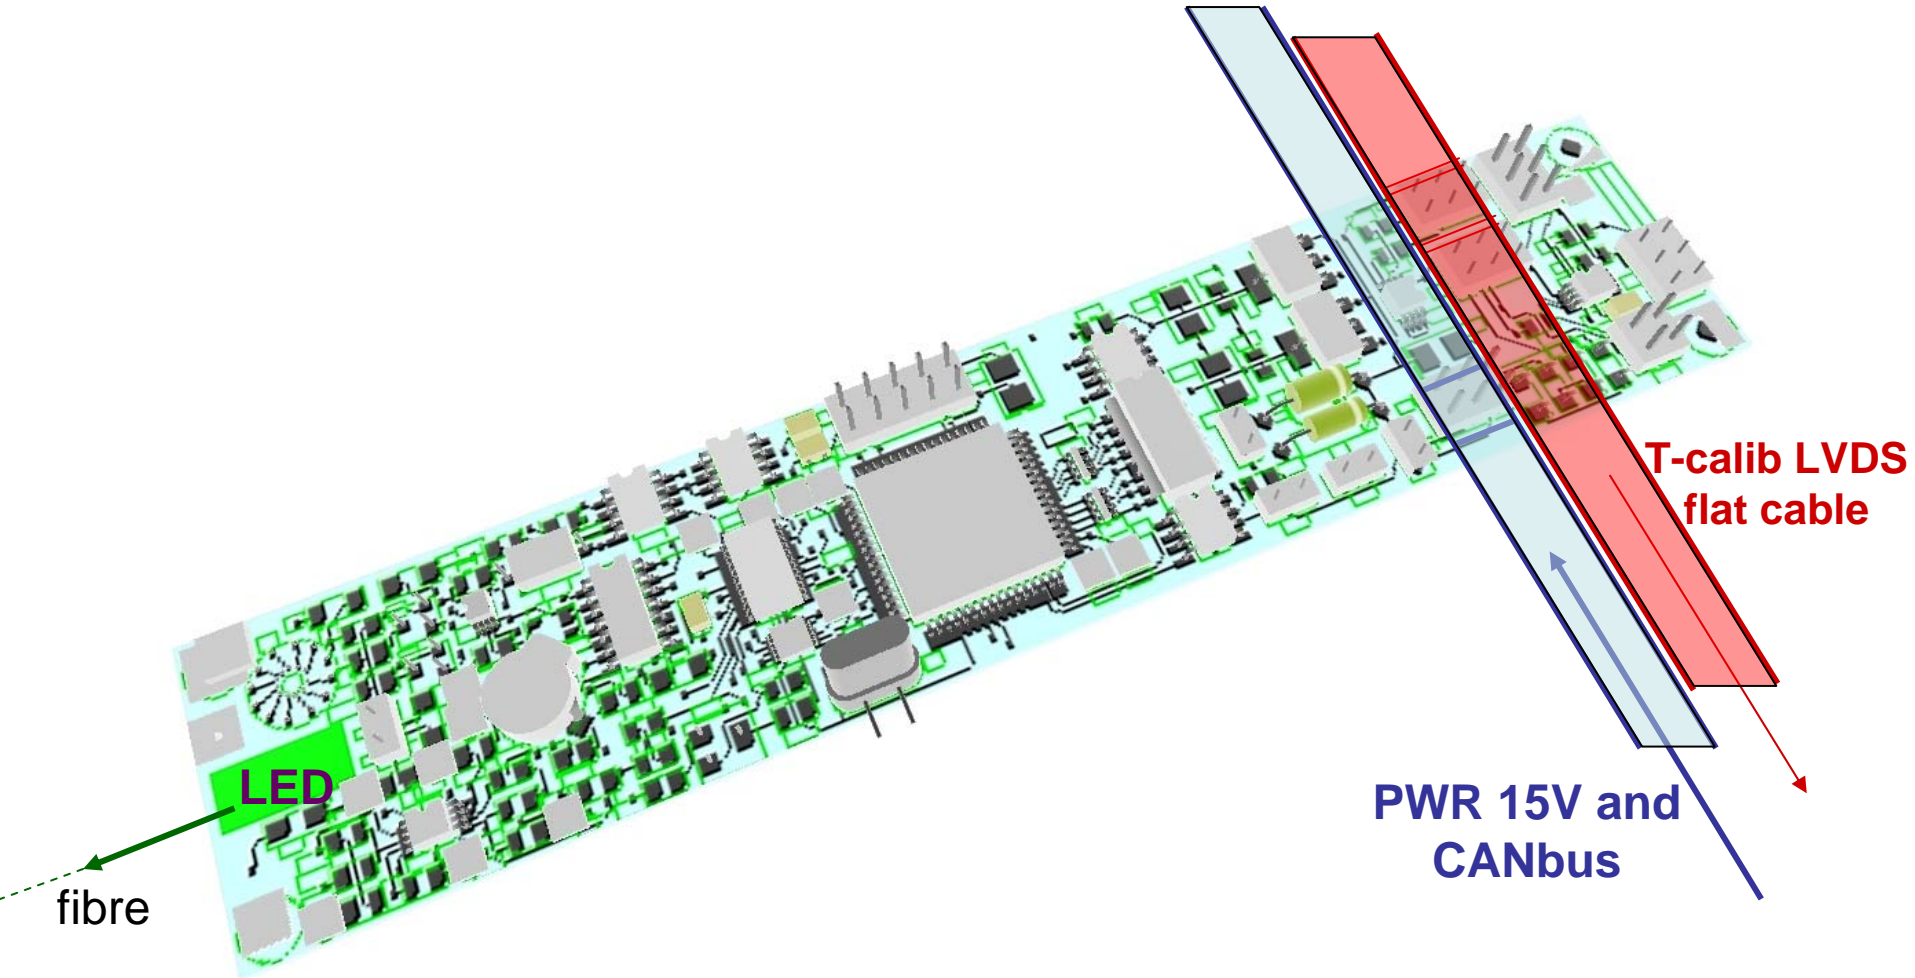 T-calib LVDS
flat cable
LED
PWR 15V and
CANbus
fibre